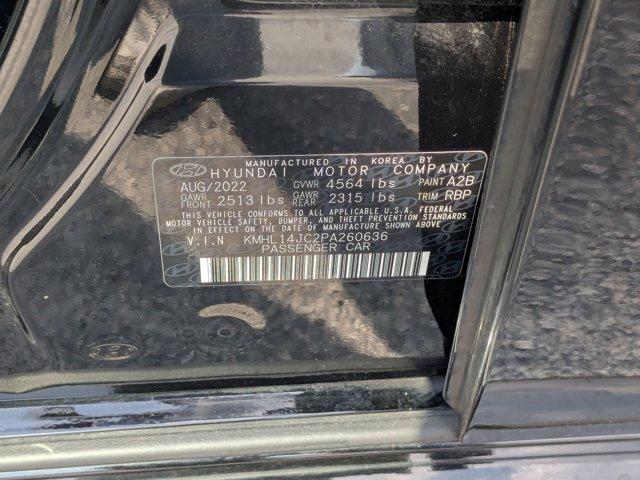 MANUFACTURED IN KOREA BY
HYUNDAI MOTOR COMPANY
AUG/2022 GVWR 4564 lbs PAINT A2B
GAWR FRONT 2513 lbs GAWR REAR 2315 lbs TRIM RBP
THIS VEHICLE CONFORMS TO ALL APPLICABLE U.S.A. FEDERAL
MOTOR VEHICLE SAFETY, BUMPER, AND THEFT PREVENTION STANDARDS
IN EFFECT ON THE DATE OF MANUFACTURE SHOWN ABOVE.
V.I.N KMHL14JC2PA260636
PASSENGER CAR